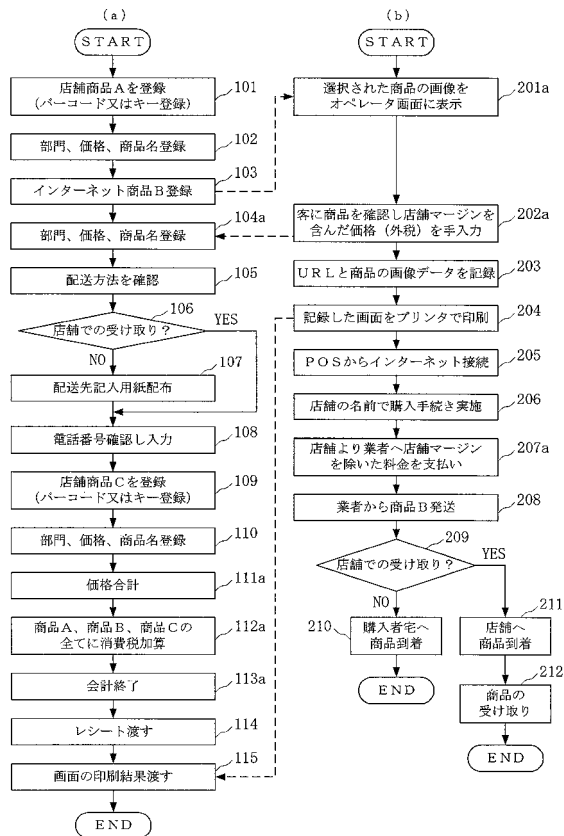 (a)
START
店舗商品Aを登録
(バーコード又はキー登録)
101
部門、価格、商品名登録
102
インターネット商品B登録
103
部門、価格、商品名登録
104a
配送方法を確認
105
店舗での受け取り?
106
YES
NO
配送先記入用紙配布
107
電話番号確認し入力
108
店舗商品Cを登録
(バーコード又はキー登録)
109
部門、価格、商品名登録
110
価格合計
111a
商品A、商品B、商品Cの
全てに消費税加算
112a
会計終了
113a
レシート渡す
114
画面の印刷結果渡す
115
END
(b)
START
選択された商品の画像を
オペレータ画面に表示
201a
客に商品を確認し店舗マージンを
含んだ価格(外税)を手入力
202a
URLと商品の画像データを記録
203
記録した画面をプリンタで印刷
204
POSからインターネット接続
205
店舗の名前で購入手続き実施
206
店舗より業者へ店舗マージン
を除いた料金を支払い
207a
業者から商品B発送
208
店舗での受け取り?
209
YES
NO
210
購入者宅へ
商品到着
END
211
店舗へ
商品到着
212
商品の
受け取り
END